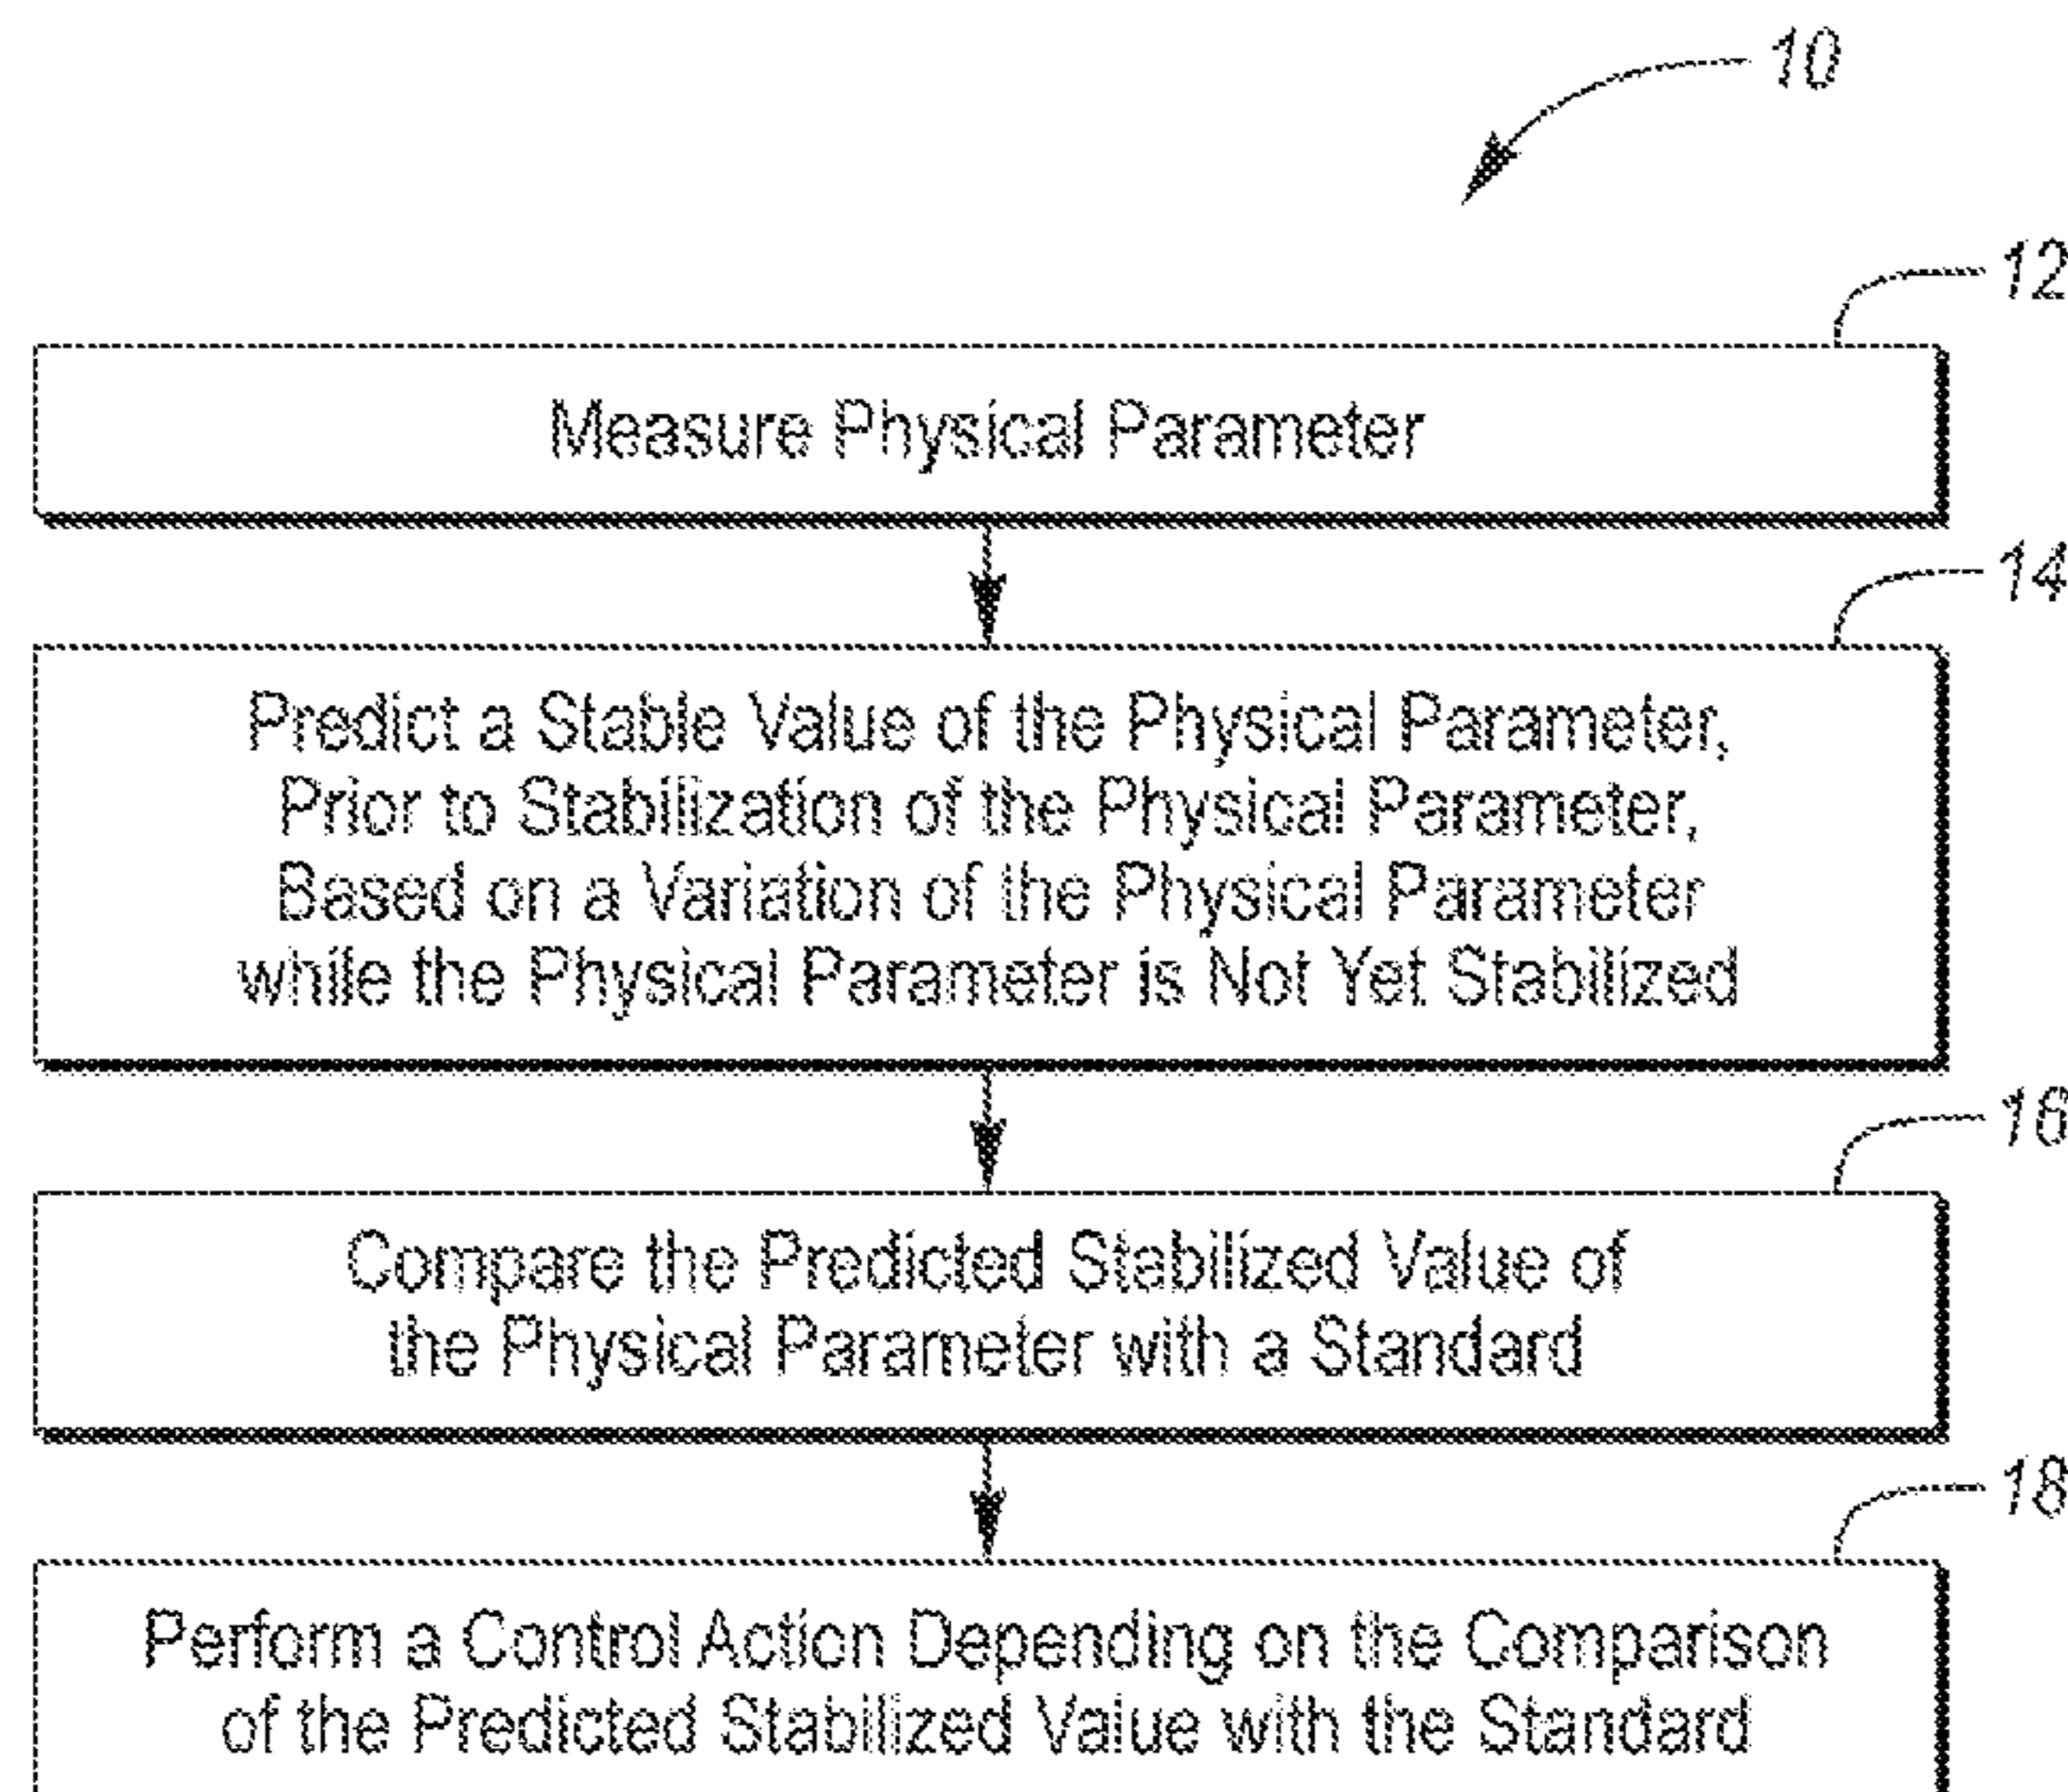 10
12
Measure Physical Parameter
14
Predict a Stable Value of the Physical Parameter,
Prior to Stabilization of the Physical Parameter,
Based on a Variation of the Physical Parameter
while the Physical Parameter is Not Yet Stabilized
16
Compare the Predicted Stabilized Value of
the Physical Parameter with a Standard
18
Perform a Control Action Depending on the Comparison
of the Predicted Stabilized Value with the Standard